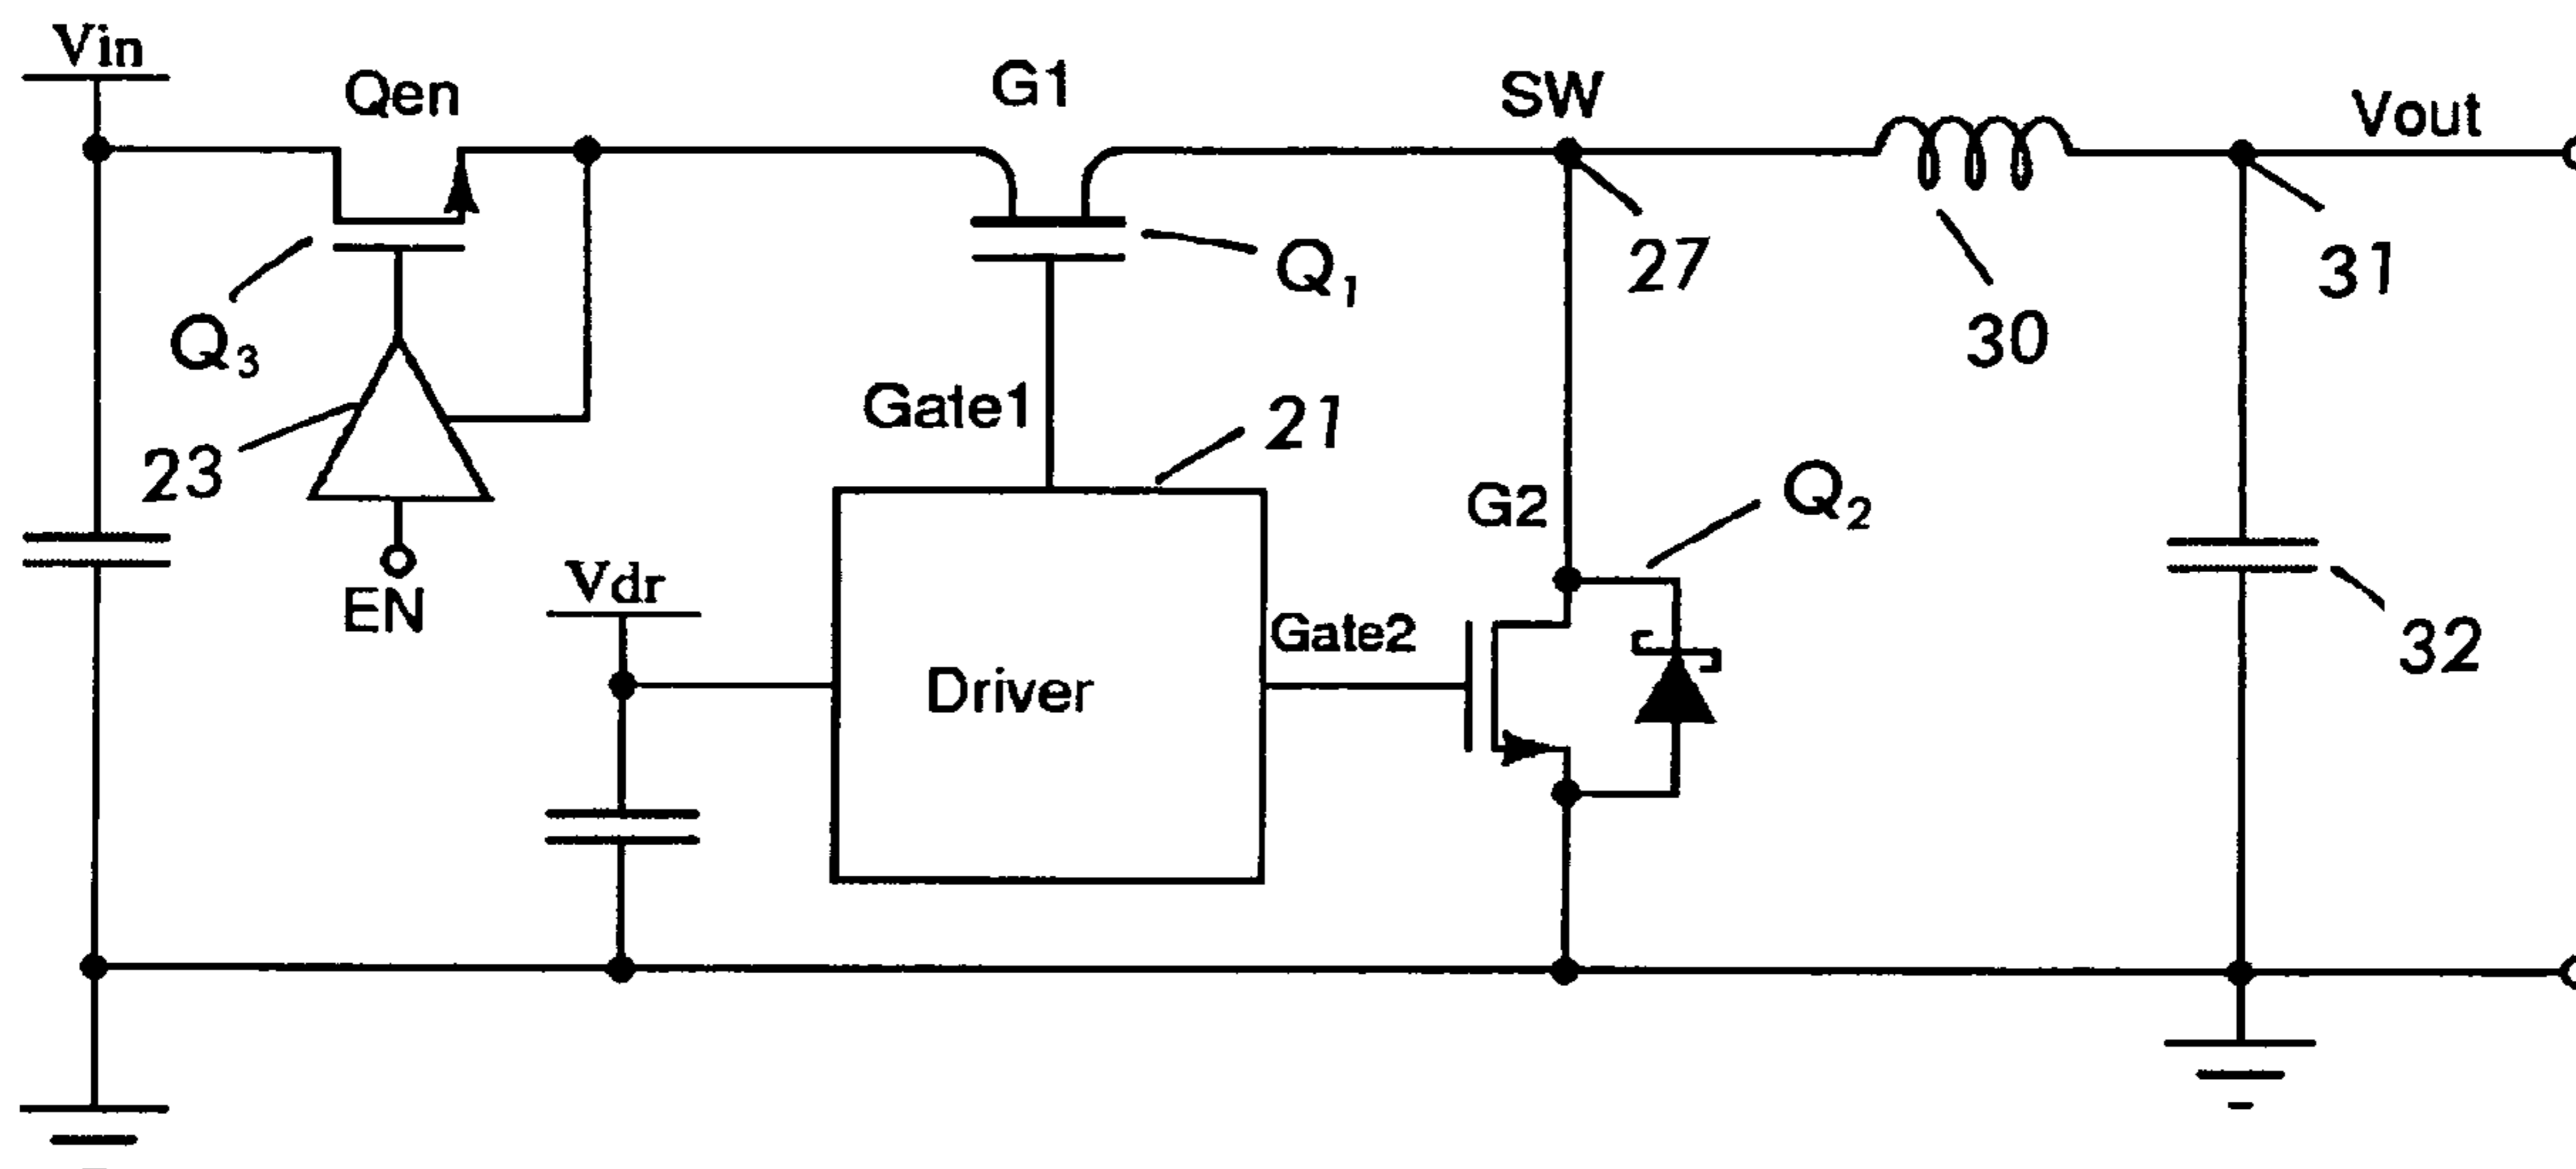 Vin
Qen
G1
SW
Vout
Q3
Q1
27
30
31
23
Gate1
21
EN
Vdr
G2
Q2
Gate2
Driver
32